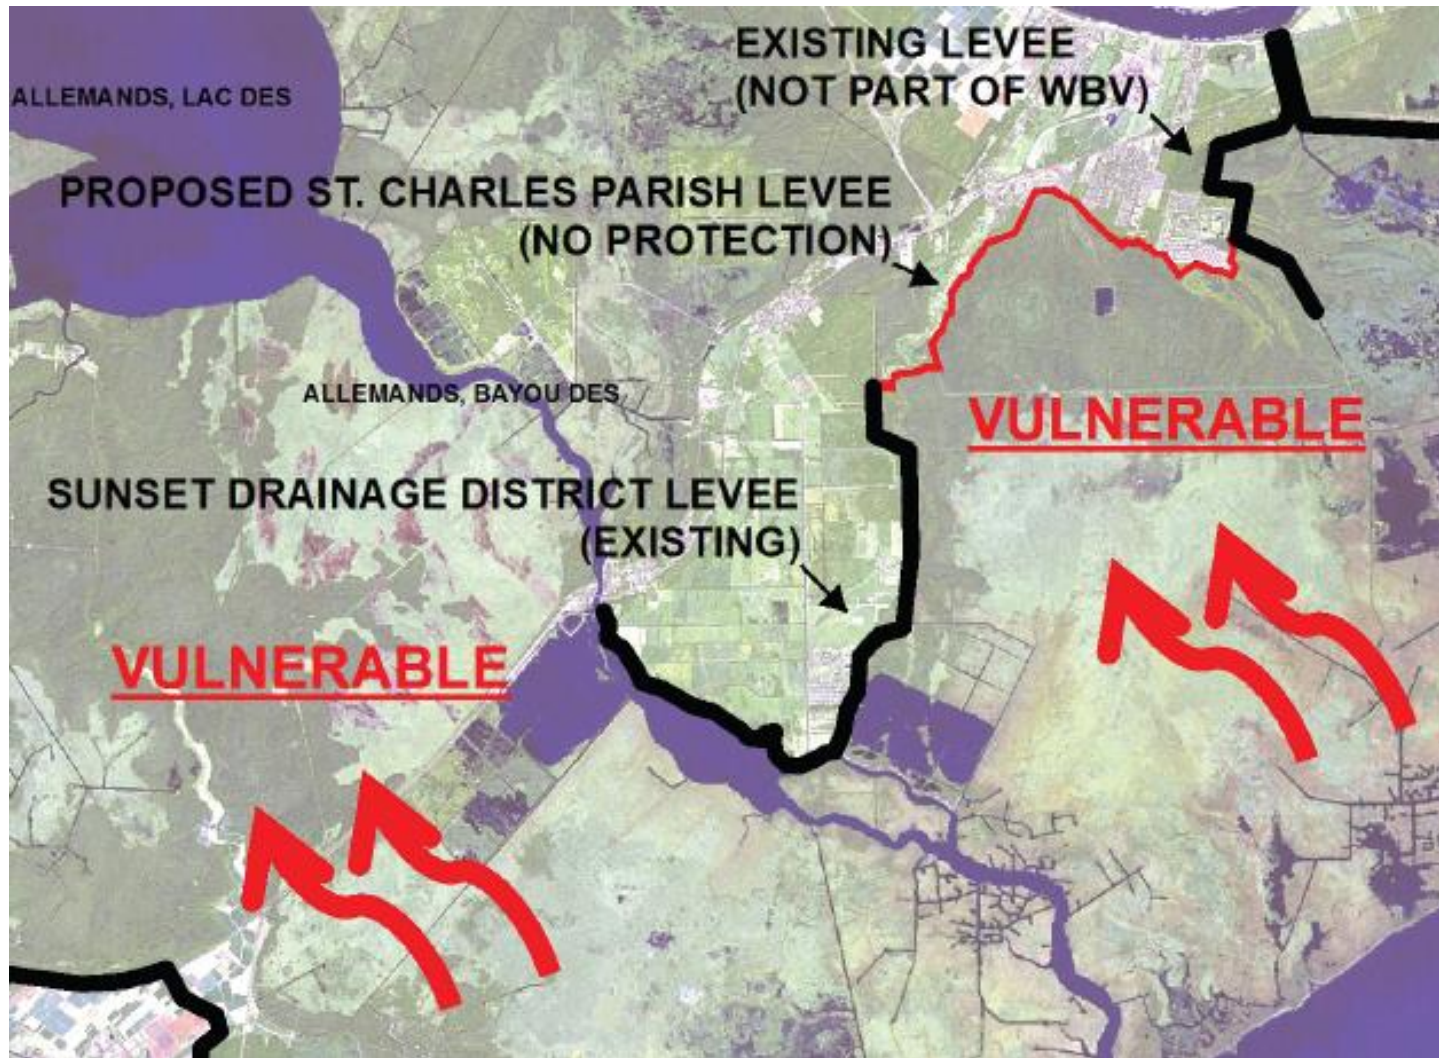 EXISTING LEVEE
(NOT PART OF WBV)
ALLEMANDS, LAC DES
PROPOSED ST. CHARLES PARISH LEVEE
(NO PROTECTION)
ALLEMANDS, BAYOU DES
VULNERABLE
SUNSET DRAINAGE DISTRICT LEVEE
(EXISTING)
VULNERABLE